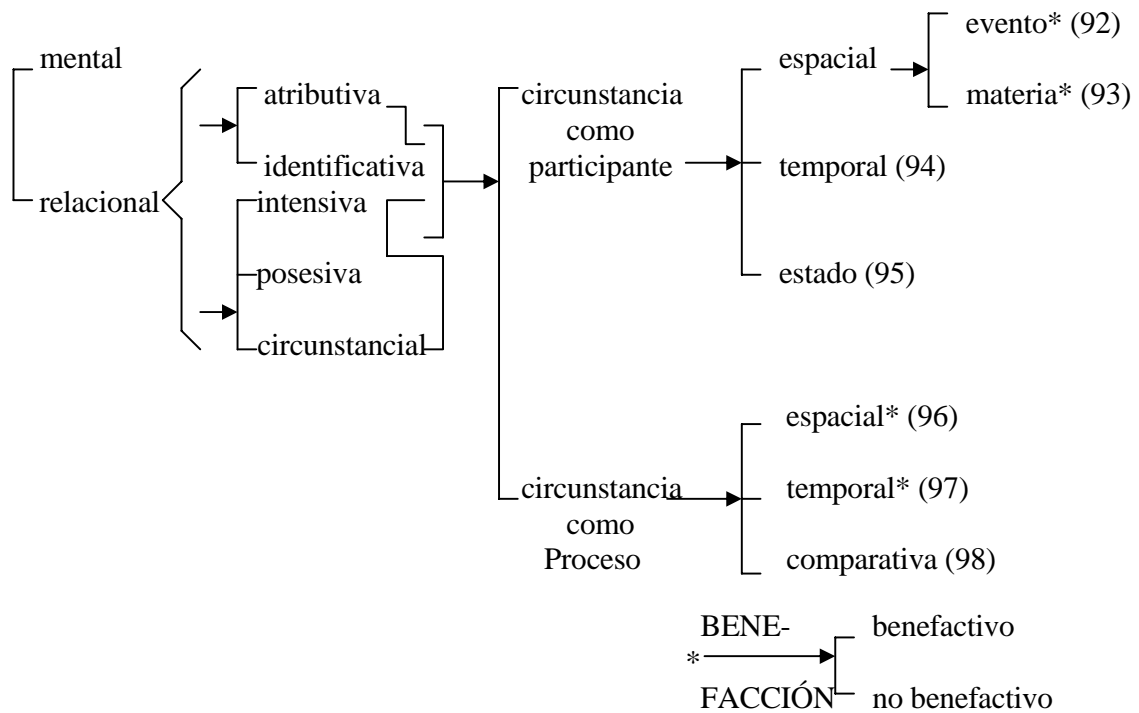 mental
relacional
atributiva
identificativa
intensiva
posesiva
circunstancial
circunstancia
como
participante
espacial
evento* (92)
materia* (93)
temporal (94)
estado (95)
circunstancia
como
Proceso
espacial* (96)
temporal* (97)
comparativa (98)
BENE-
*
FACCIÓN
benefactivo
no benefactivo